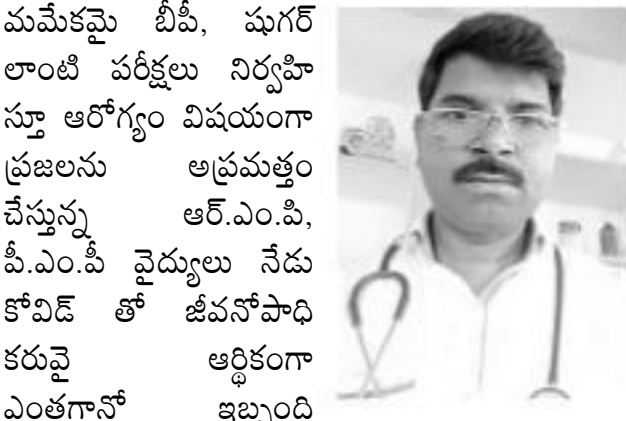 మమేకమై బీపీ, షుగర్
లాంటి పరీక్షలు నిర్వహి
స్తూ ఆరోగ్యం విషయంగా
ప్రజలను అప్రమత్తం
చేస్తున్న ఆర్.ఎం.పి,
పీ.ఎం.పీ వైద్యులు నేడు
కోవిడ్ తో జీవనోపాధి
కరువై ఆర్థికంగా
ఎంతగానో ఇబ్బంది